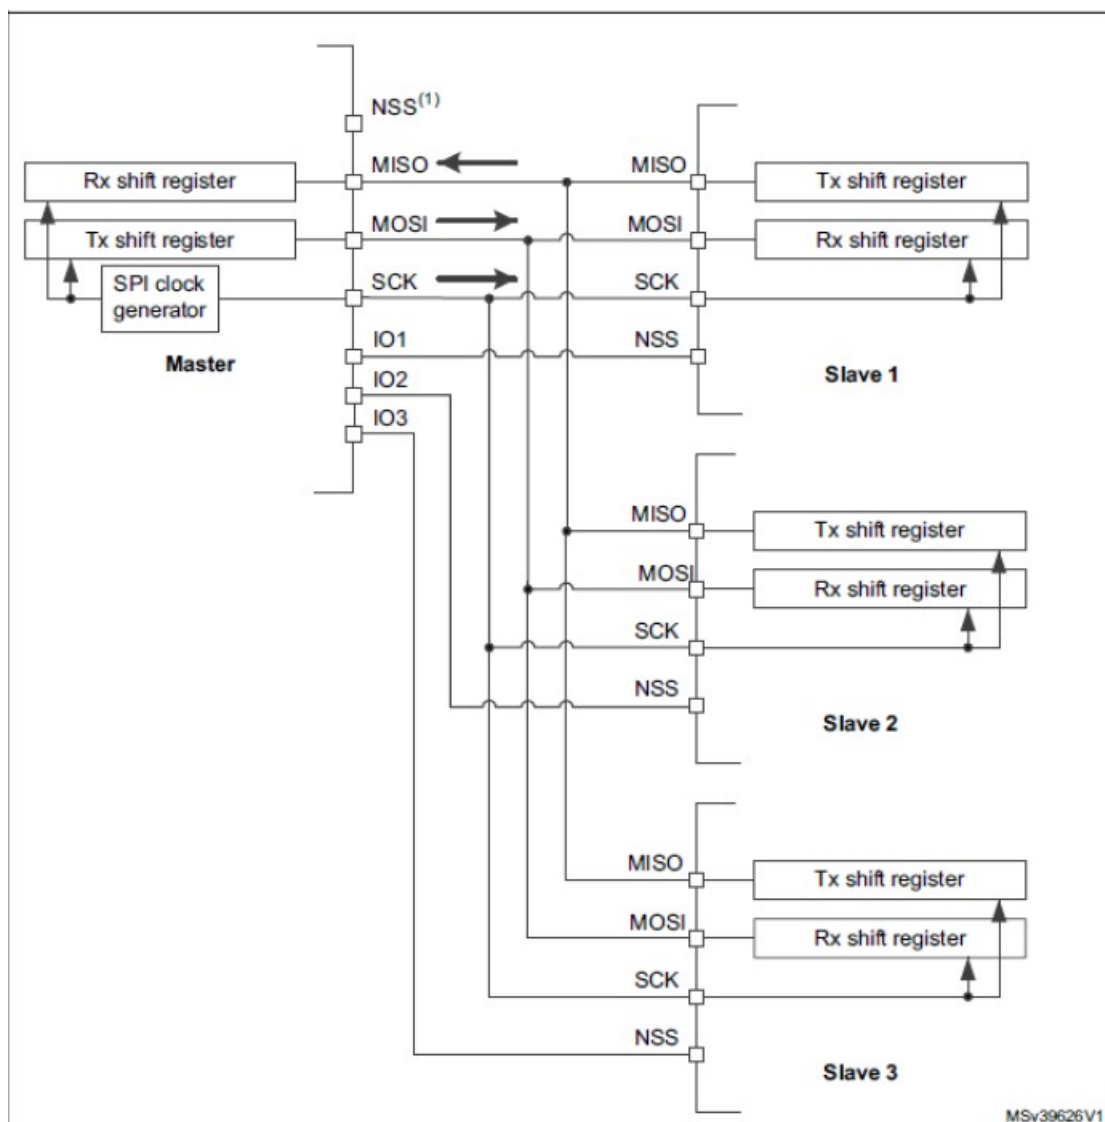 NSS(1)
MISO
MISO
Rx shift register
Tx shift register
MOSI
MOSI
Tx shift register
Rx shift register
SCK
SCK
SPI clock
generator
IO1
NSS
Master
Slave 1
IO2
IO3
MISO
Tx shift register
MOSI
Rx shift register
SCK
NSS
Slave 2
MISO
Tx shift register
MOSI
Rx shift register
SCK
NSS
Slave 3
MSv39626V1